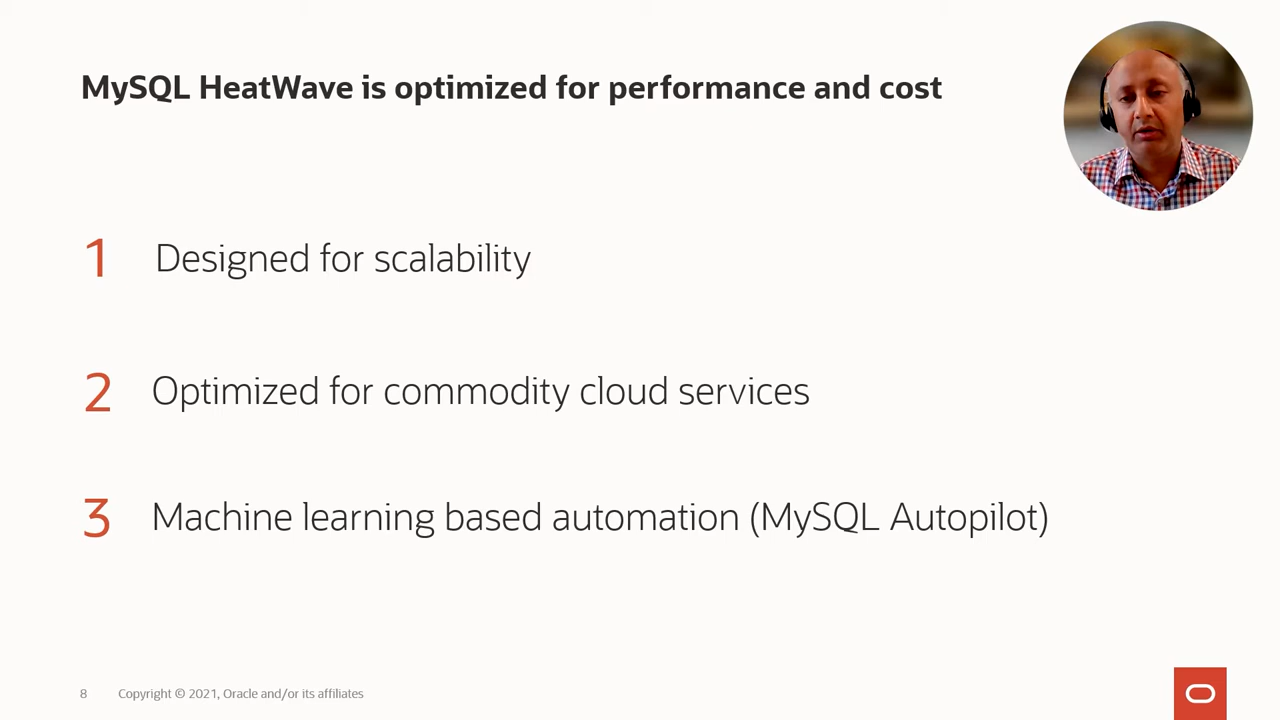 MySQL HeatWave is optimized for performance and cost
1 Designed for scalability
2 Optimized for commodity cloud services
3 Machine learning based automation (MySQL Autopilot)
8 Copyright © 2021, Oracle and/or its affiliates